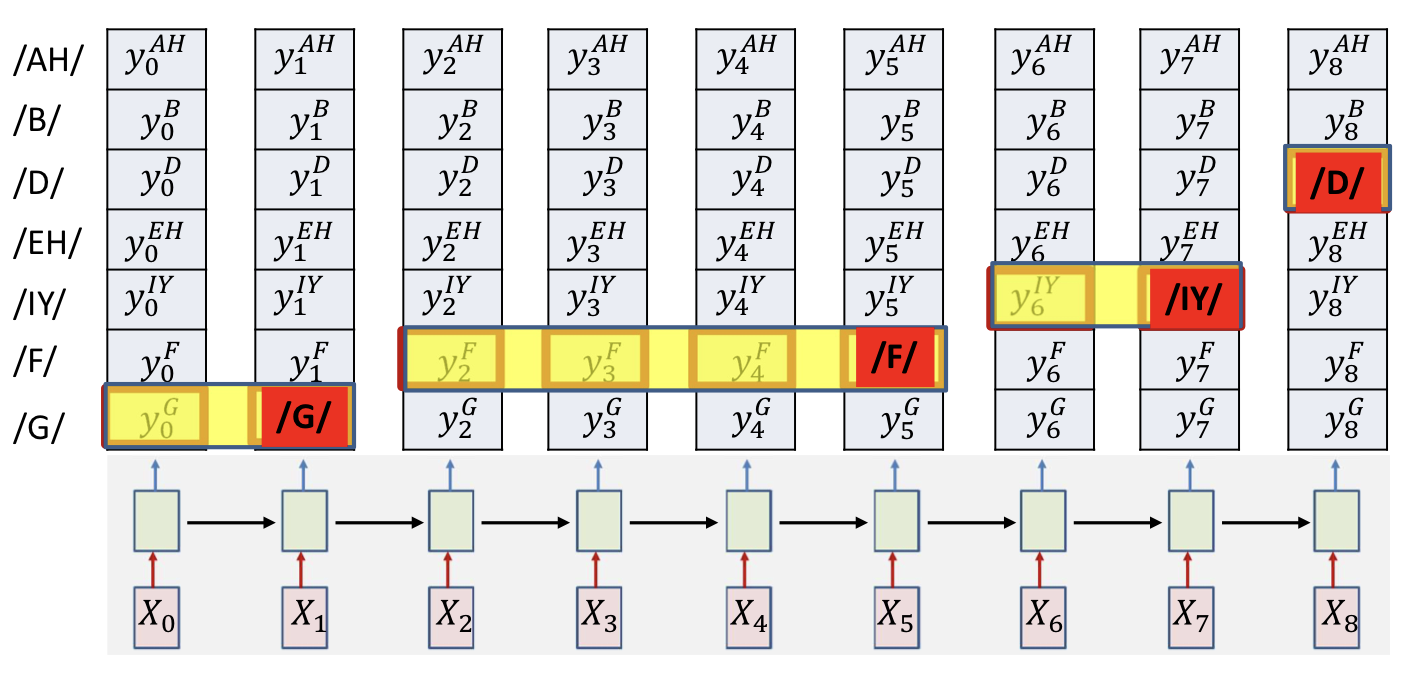 /AH/ y_0^{AH} y_1^{AH} y_2^{AH} y_3^{AH} y_4^{AH} y_5^{AH} y_6^{AH} y_7^{AH} y_8^{AH}
/B/ y_0^B y_1^B y_2^B y_3^B y_4^B y_5^B y_6^B y_7^B y_8^B
/D/ y_0^D y_1^D y_2^D y_3^D y_4^D y_5^D y_6^D y_7^D /D/
/EH/ y_0^{EH} y_1^{EH} y_2^{EH} y_3^{EH} y_4^{EH} y_5^{EH} y_6^{EH} y_7^{EH} y_8^{EH}
/IY/ y_0^{IY} y_1^{IY} y_2^{IY} y_3^{IY} y_4^{IY} y_5^{IY} y_6^{IY} /IY/ y_8^{IY}
/F/ y_0^F y_1^F y_2^F y_3^F y_4^F /F/ y_6^F y_7^F y_8^F
/G/ y_0^G /G/ y_2^G y_3^G y_4^G y_5^G y_6^G y_7^G y_8^G
X_0 X_1 X_2 X_3 X_4 X_5 X_6 X_7 X_8